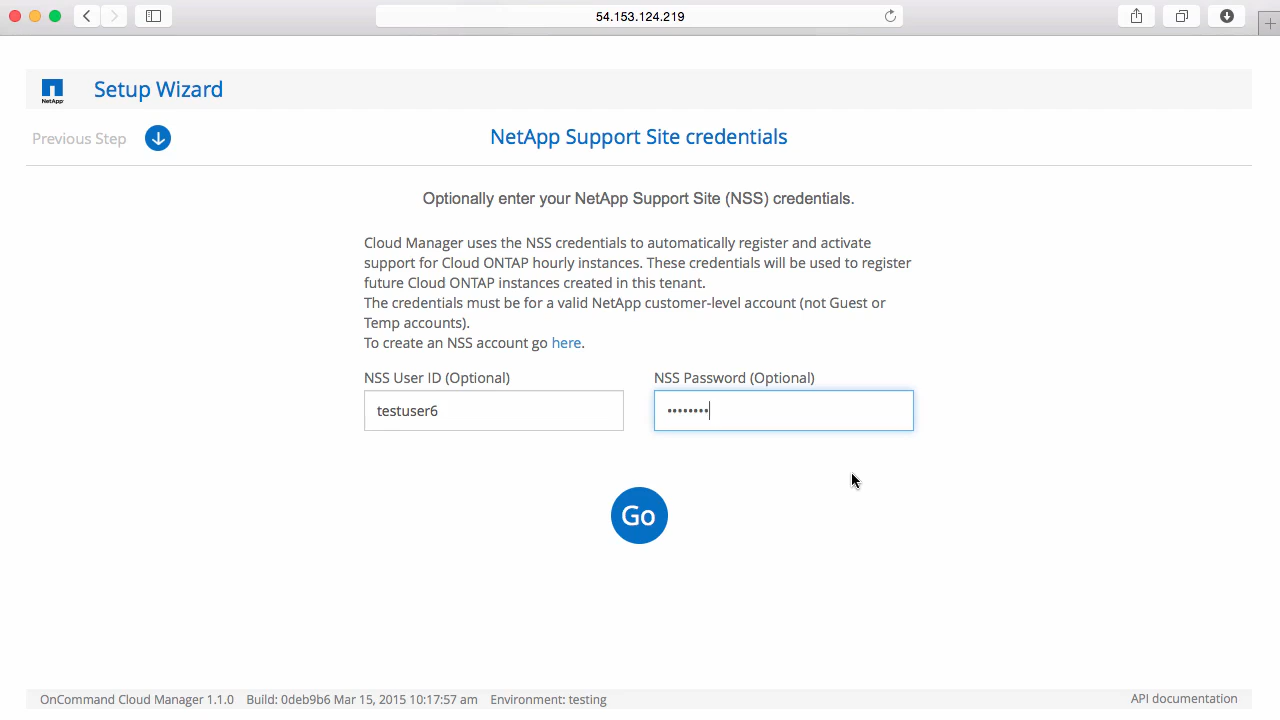 54.153.124.219
NetApp
Setup Wizard
Previous Step
NetApp Support Site credentials
Optionally enter your NetApp Support Site (NSS) credentials.
Cloud Manager uses the NSS credentials to automatically register and activate
support for Cloud ONTAP hourly instances. These credentials will be used to register
future Cloud ONTAP instances created in this tenant.
The credentials must be for a valid NetApp customer-level account (not Guest or
Temp accounts).
To create an NSS account go here.
NSS User ID (Optional) NSS Password (Optional)
testuser6 ••••••••
Go
OnCommand Cloud Manager 1.1.0 Build: 0deb9b6 Mar 15, 2015 10:17:57 am Environment: testing API documentation